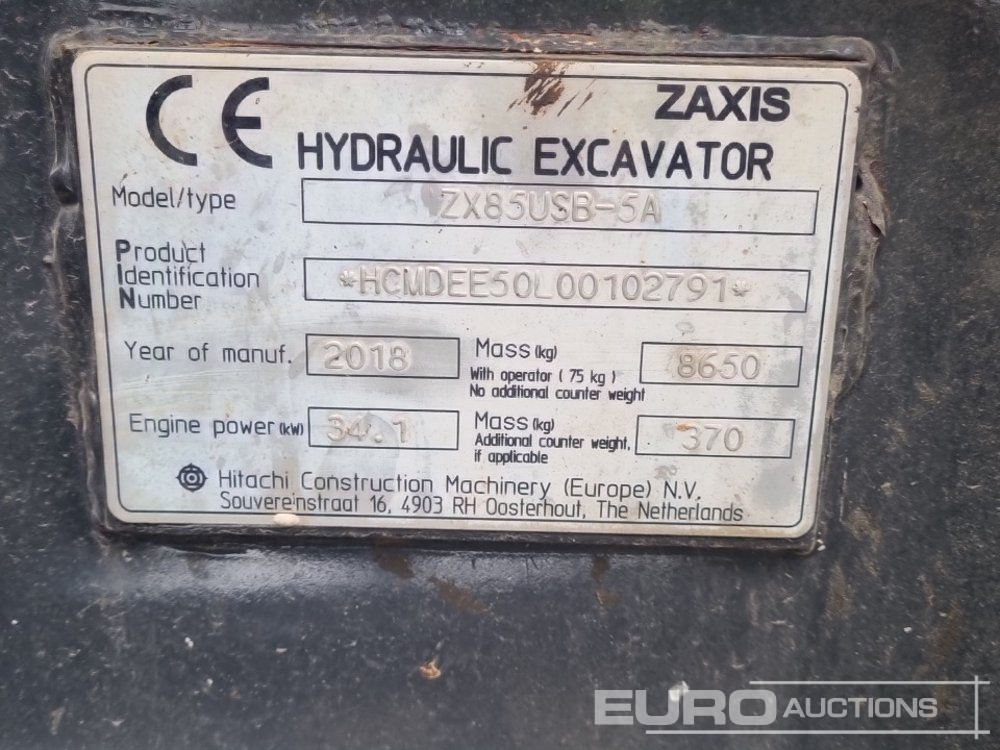 CE ZAXIS
HYDRAULIC EXCAVATOR
Model/type ZX85USB-5A
Product
Identification *HCMDEE50L00102791*
Number
Year of manuf. 2018 Mass (kg) 8650
With operator ( 75 kg )
No additional counter weight
Engine power (kW) 34.1 Mass (kg) 370
Additional counter weight,
if applicable
Hitachi Construction Machinery (Europe) N.V.
Souvereinstraat 16, 4903 RH Oosterhout, The Netherlands
EURO AUCTIONS